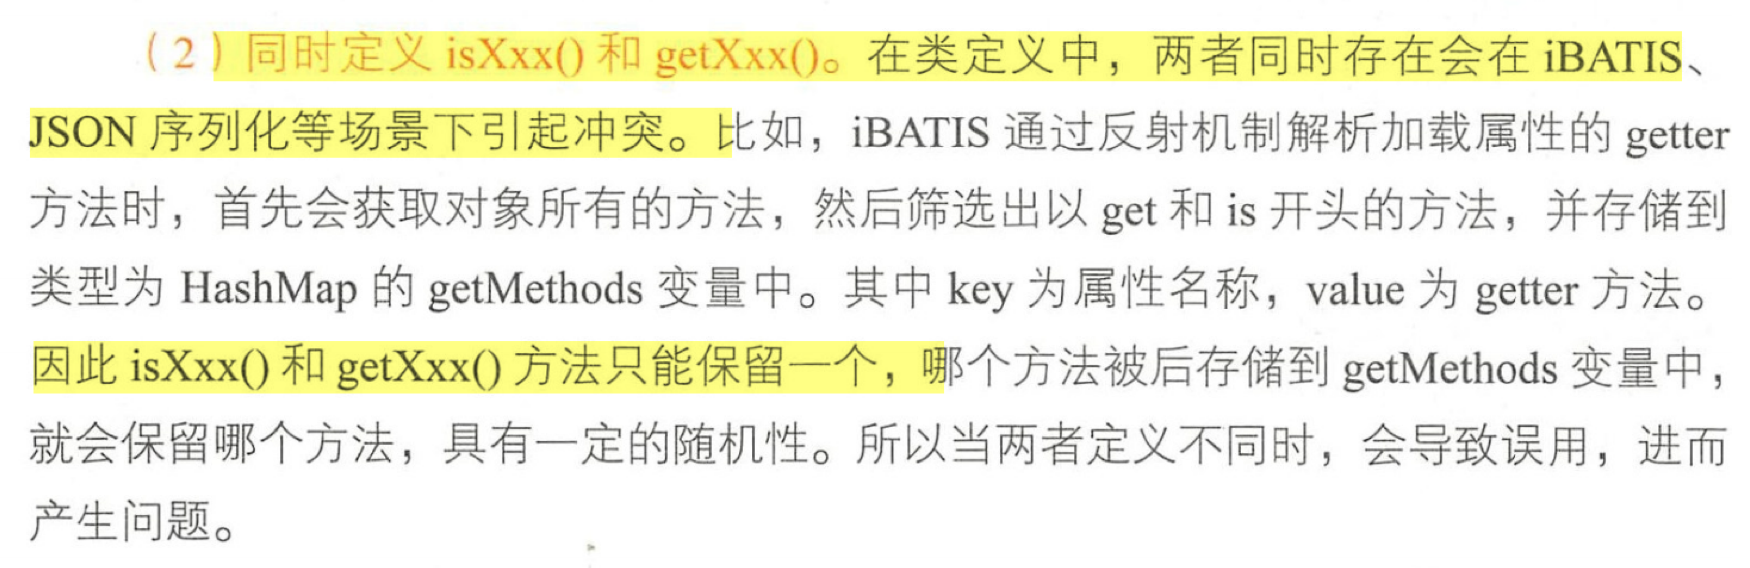 （2）同时定义 isXxx() 和 getXxx()。在类定义中，两者同时存在会在 iBATIS、
JSON 序列化等场景下引起冲突。比如，iBATIS 通过反射机制解析加载属性的 getter
方法时，首先会获取对象所有的方法，然后筛选出以 get 和 is 开头的方法，并存储到
类型为 HashMap 的 getMethods 变量中。其中 key 为属性名称，value 为 getter 方法。
因此 isXxx() 和 getXxx() 方法只能保留一个，哪个方法被后存储到 getMethods 变量中，
就会保留哪个方法，具有一定的随机性。所以当两者定义不同时，会导致误用，进而
产生问题。